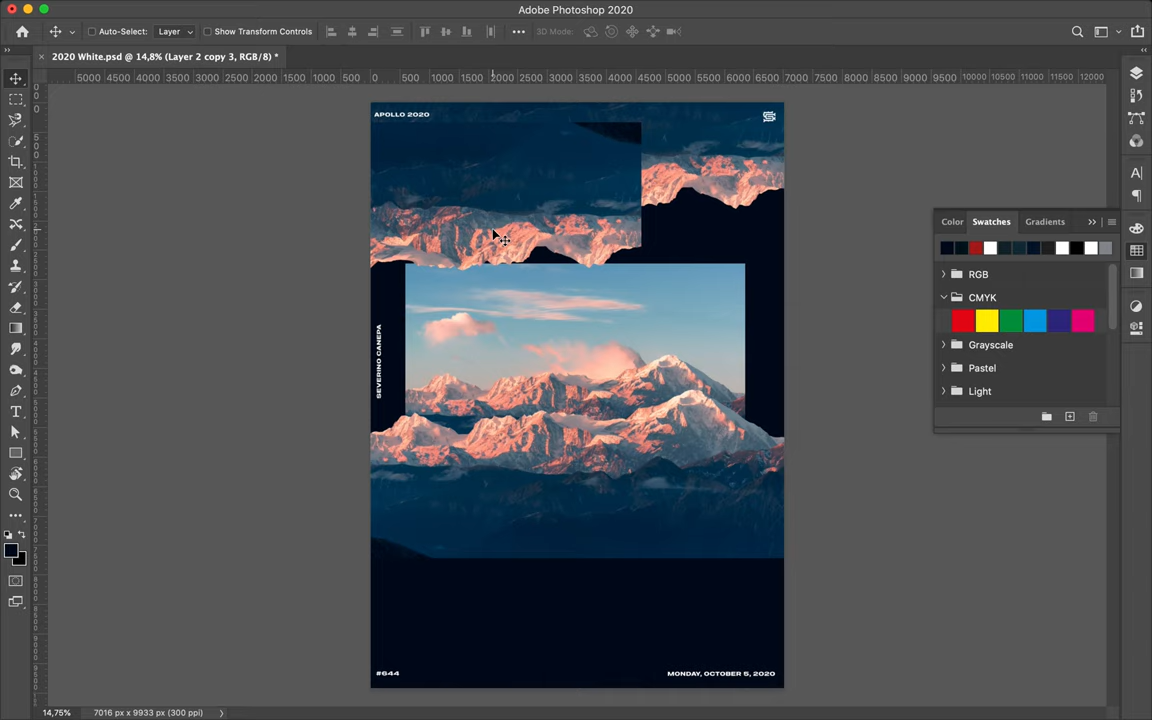 Adobe Photoshop 2020
Auto-Select:
Layer
Show Transform Controls
3D Mode:
2020 White.psd @ 14,8% (Layer 2 copy 3, RGB/8) *
5000 4500 4000 3500 3000 2500 2000 1500 1000 500 0 500 1000 1500 2000 2500 3000 3500 4000 4500 5000 5500 6000 6500 7000 7500 8000 8500 9000 9500 10000 10500 11000 11500 12000
APOLLO 2020
SEVERINO CANEPA
#644
MONDAY, OCTOBER 5, 2020
Color
Swatches
Gradients
RGB
CMYK
Grayscale
Pastel
Light
14,75%
7016 px x 9933 px (300 ppi)